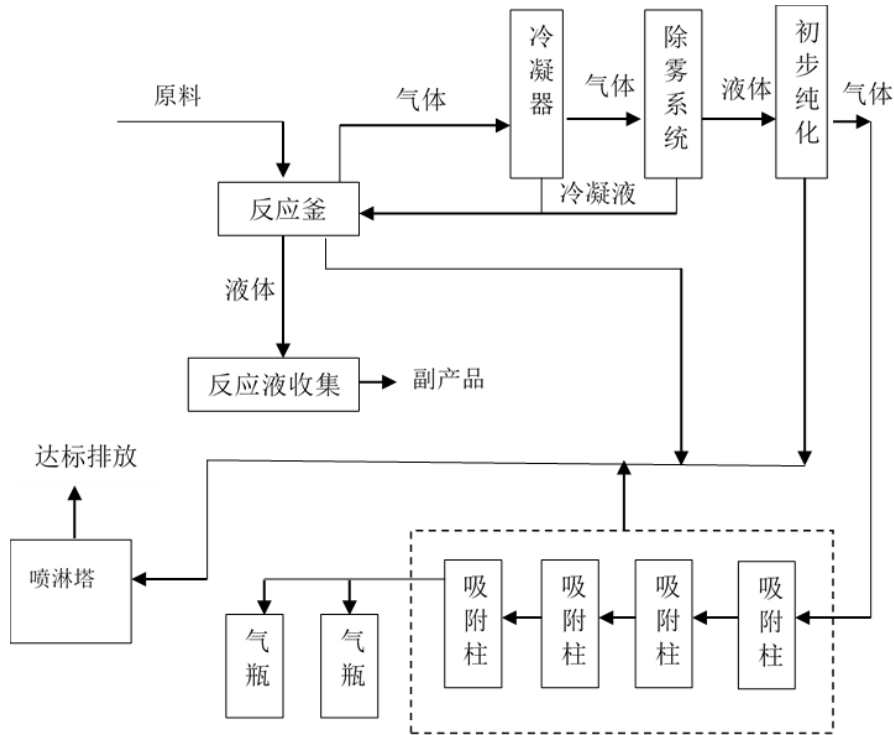 冷凝器
除雾系统
初步纯化
原料
气体
气体
液体
气体
反应釜
冷凝液
液体
反应液收集
副产品
达标排放
喷淋塔
吸附柱
吸附柱
吸附柱
吸附柱
气瓶
气瓶